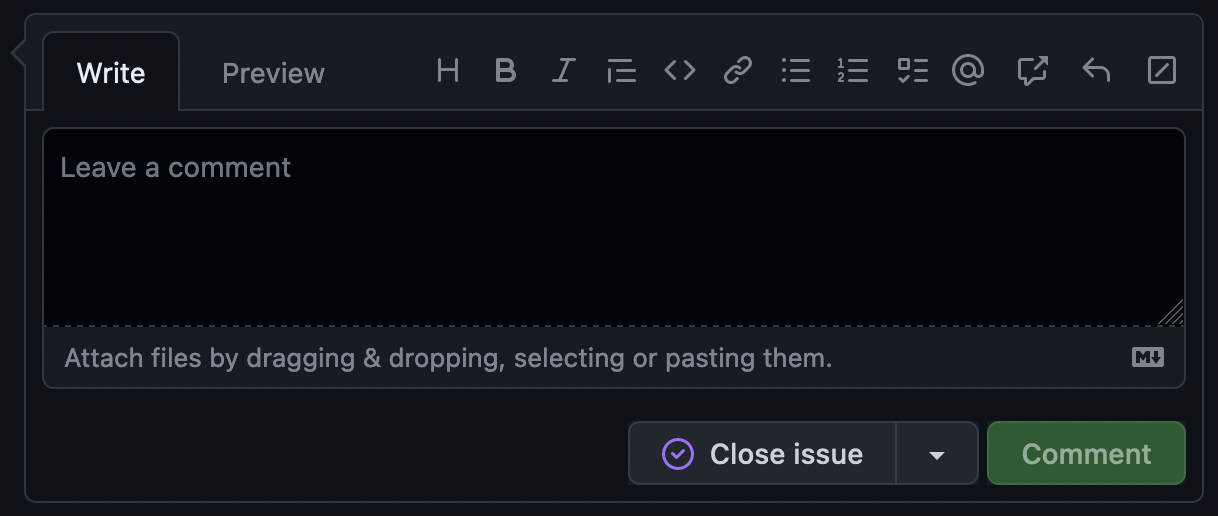 Write Preview H B I @
Leave a comment
Attach files by dragging & dropping, selecting or pasting them. M
Close issue Comment